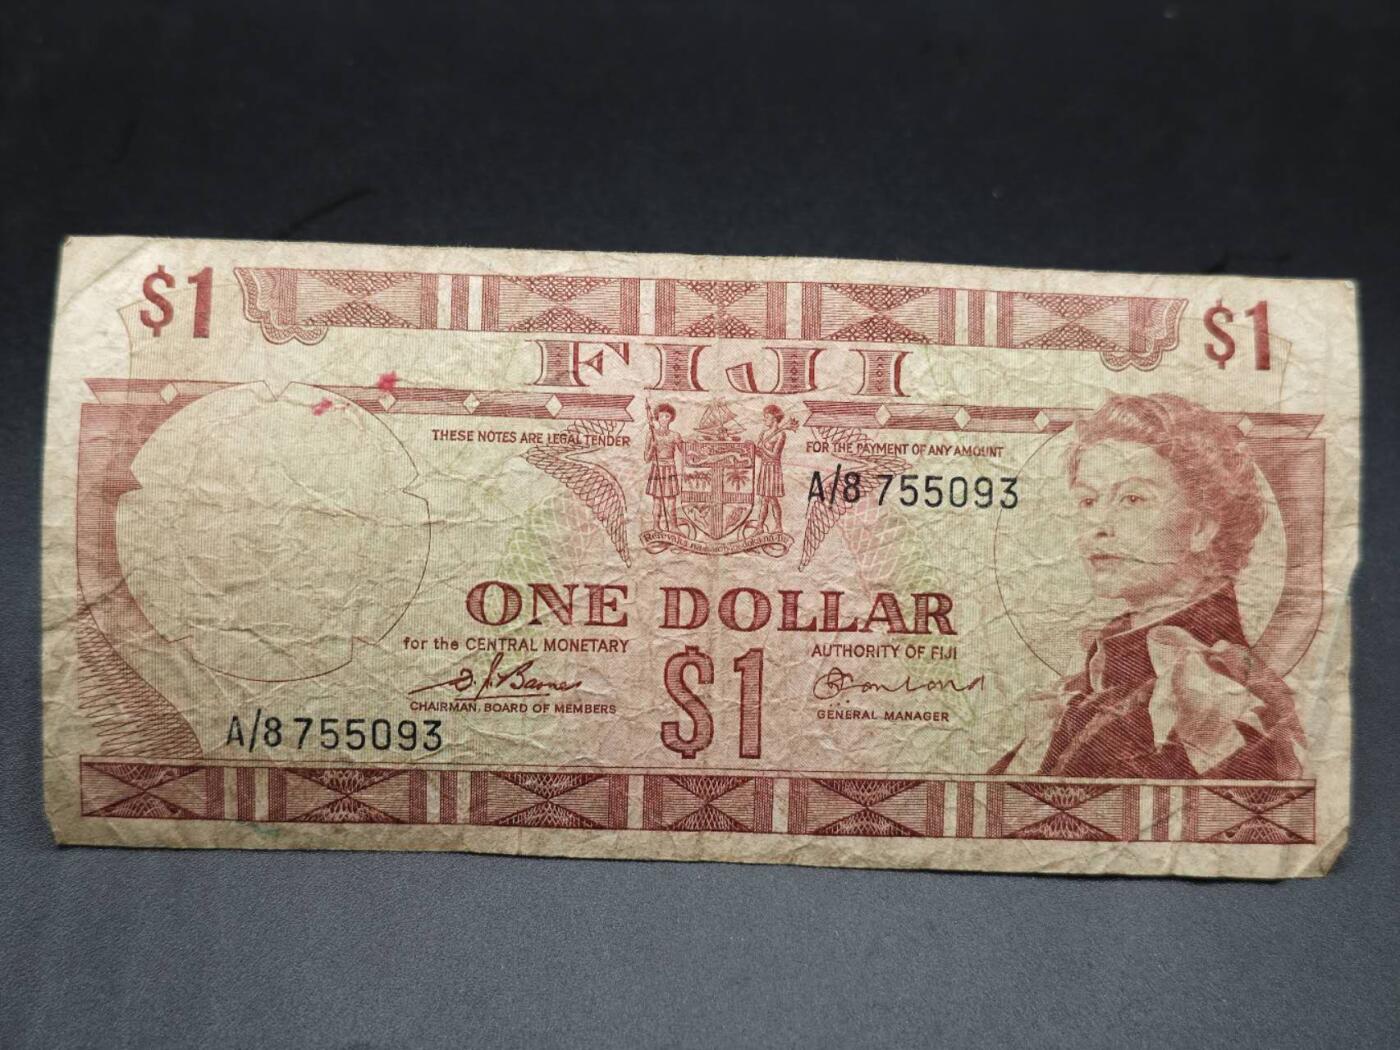 $1
$1
FIJI
THESE NOTES ARE LEGAL TENDER
FOR THE PAYMENT OF ANY AMOUNT
A/8 755093
ONE DOLLAR
for the CENTRAL MONETARY
AUTHORITY OF FIJI
$1
CHAIRMAN, BOARD OF MEMBERS
GENERAL MANAGER
A/8 755093